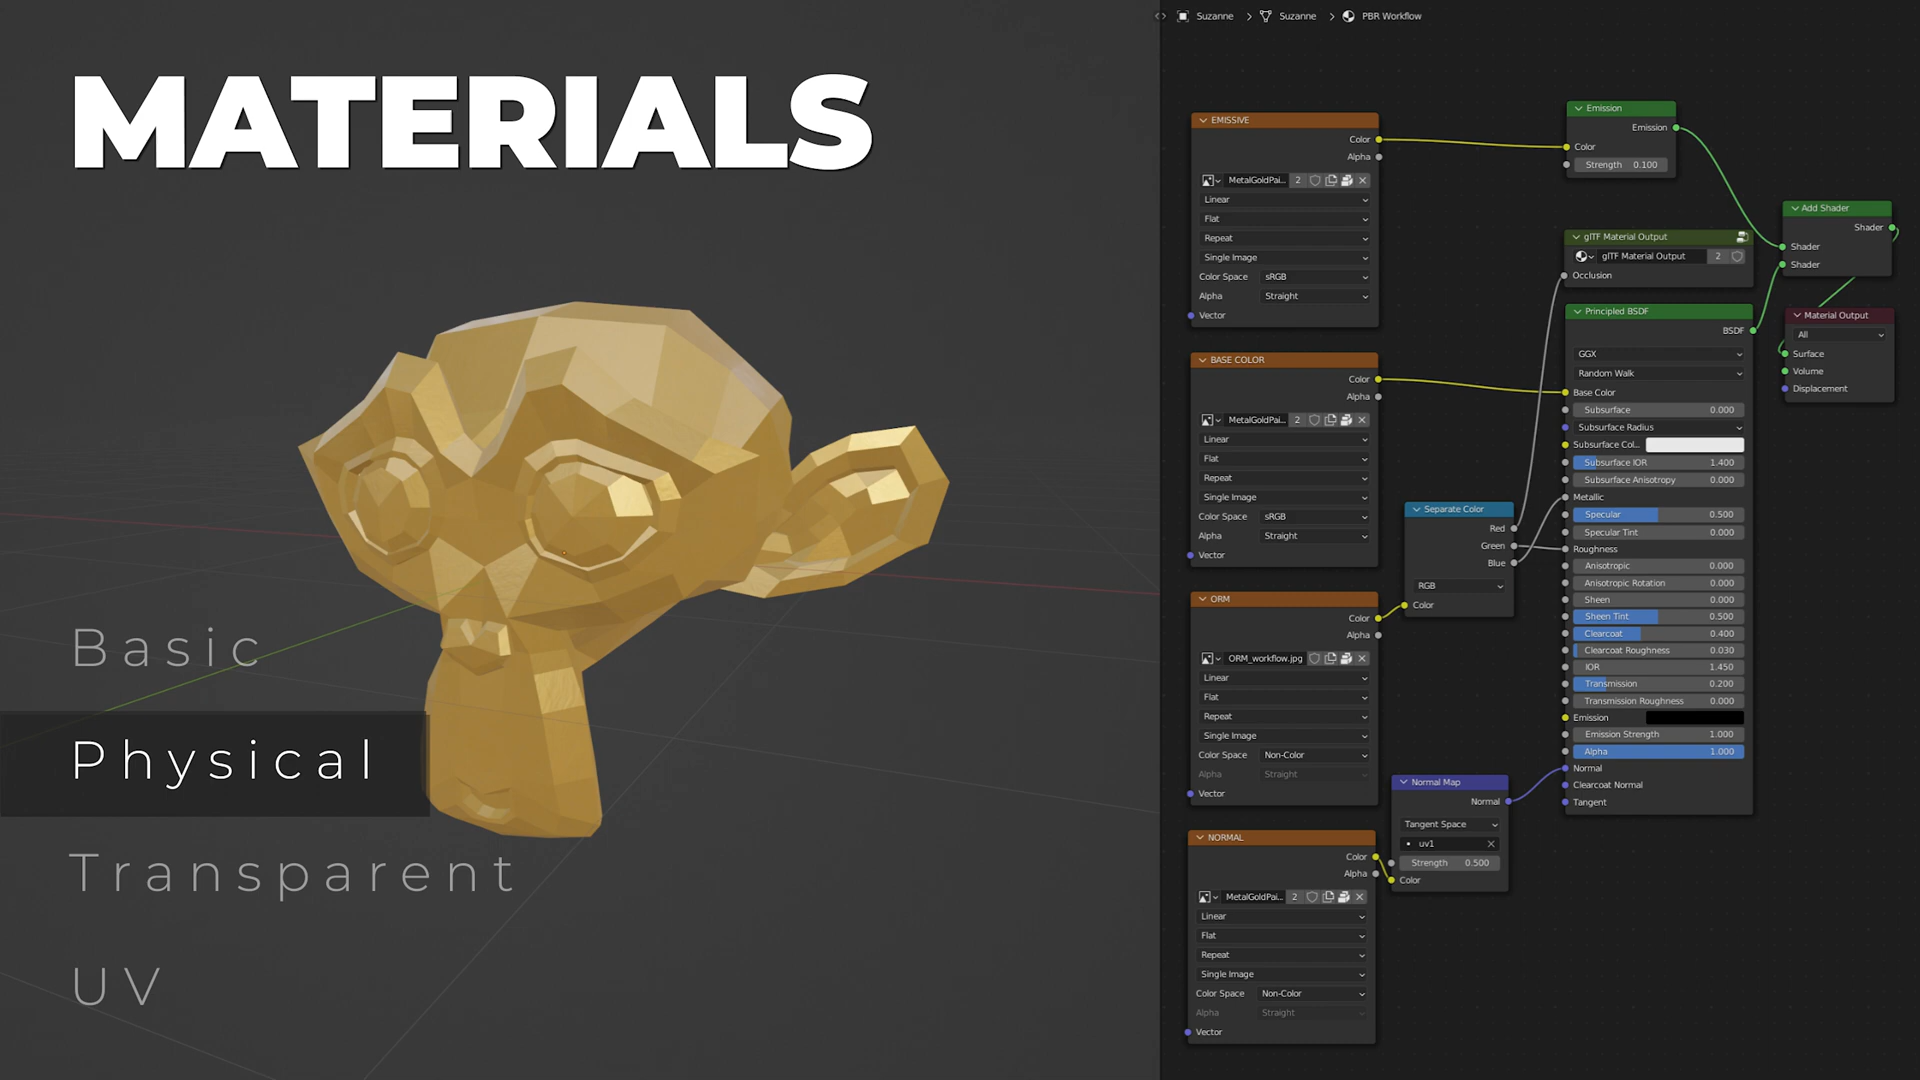 MATERIALS
Basic
Physical
Transparent
UV
Suzanne > Suzanne > PBR Workflow
EMISSIVE
Color
Alpha
MetalGoldPai... 2
Linear
Flat
Repeat
Single Image
Color Space sRGB
Alpha Straight
Vector
BASE COLOR
Color
Alpha
MetalGoldPai... 2
Linear
Flat
Repeat
Single Image
Color Space sRGB
Alpha Straight
Vector
ORM
Color
Alpha
ORM_workflow.jpg
Linear
Flat
Repeat
Single Image
Color Space Non-Color
Alpha Straight
Vector
NORMAL
Color
Alpha
MetalGoldPai... 2
Linear
Flat
Repeat
Single Image
Color Space Non-Color
Alpha Straight
Vector
Separate Color
Red
Green
Blue
RGB
Color
Normal Map
Normal
Tangent Space
uv1
Strength 0.500
Color
Emission
Emission
Color
Strength 0.100
glTF Material Output
glTF Material Output 2
Occlusion
Principled BSDF
BSDF
GGX
Random Walk
Base Color
Subsurface 0.000
Subsurface Radius
Subsurface Col...
Subsurface IOR 1.400
Subsurface Anisotropy 0.000
Metallic
Specular 0.500
Specular Tint 0.000
Roughness
Anisotropic 0.000
Anisotropic Rotation 0.000
Sheen 0.000
Sheen Tint 0.500
Clearcoat 0.400
Clearcoat Roughness 0.030
IOR 1.450
Transmission 0.200
Transmission Roughness 0.000
Emission
Emission Strength 1.000
Alpha 1.000
Normal
Clearcoat Normal
Tangent
Add Shader
Shader
Shader
Shader
Material Output
All
Surface
Volume
Displacement